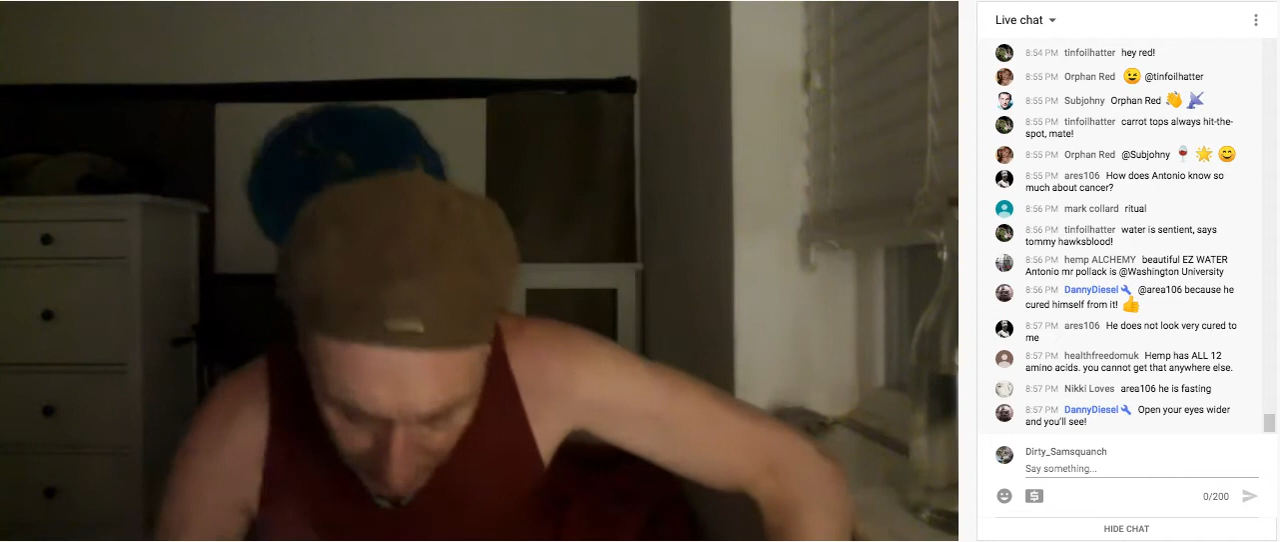 Live chat
8:54 PM tinfoilhatter hey red!
8:55 PM Orphan Red 😉 @tinfoilhatter
8:55 PM Subjohny Orphan Red 👋
8:55 PM tinfoilhatter carrot tops always hit-the-
spot, mate!
8:55 PM Orphan Red @Subjohny 🍷 🌟 😊
8:55 PM ares106 How does Antonio know so
much about cancer?
8:56 PM mark collard ritual
8:56 PM tinfoilhatter water is sentient, says
tommy hawksblood!
8:56 PM hemp ALCHEMY beautiful EZ WATER
Antonio mr pollack is @Washington University
8:56 PM DannyDiesel @area106 because he
cured himself from it! 👍
8:57 PM ares106 He does not look very cured to
me
8:57 PM healthfreedomuk Hemp has ALL 12
amino acids. you cannot get that anywhere else.
8:57 PM Nikki Loves area106 he is fasting
8:57 PM DannyDiesel Open your eyes wider
and you'll see!
Dirty_Samsquanch
Say something...
0/200
HIDE CHAT